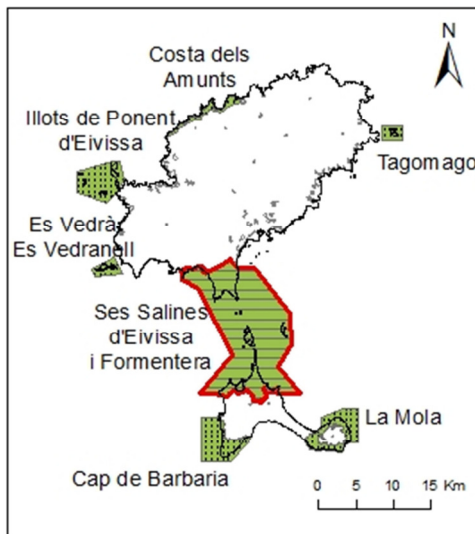 N
Costa dels
Amunts
Illots de Ponent
d'Eivissa
Tagomago
Es Vedrà
Es Vedranell
Ses Salines
d'Eivissa
i Formentera
La Mola
Cap de Barbaria
0 5 10 15 Km